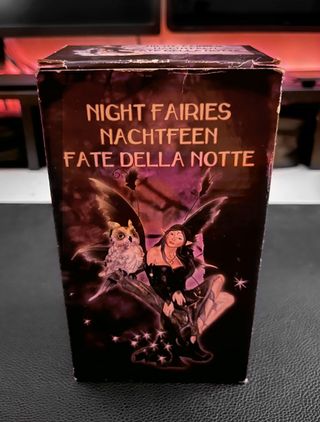 NIGHT FAIRIES
NACHTFEEN
FATE DELLA NOTTE